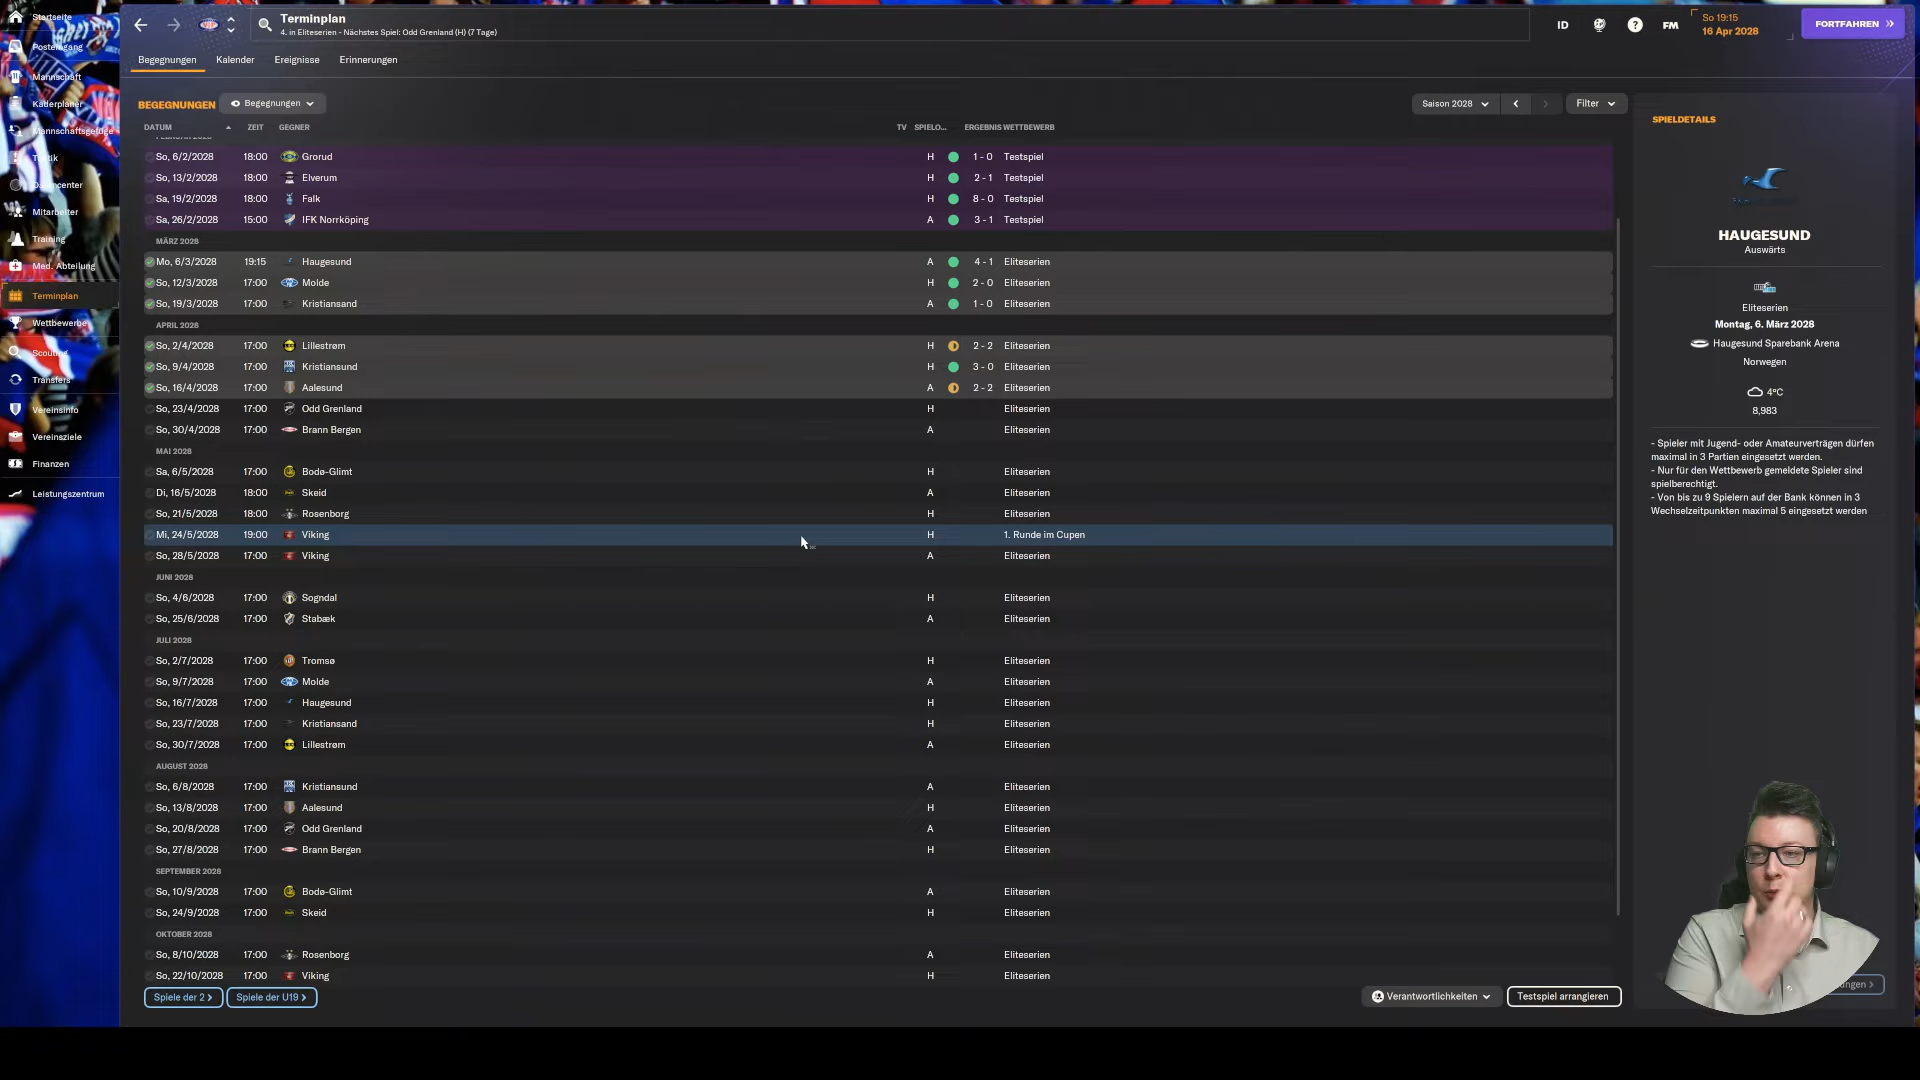 Startseite
Posteingang
Mannschaft
Kaderplaner
Mannschaftsgefüge
Taktik
Datencenter
Mitarbeiter
Training
Med. Abteilung
Terminplan
Wettbewerbe
Scouting
Transfers
Vereinsinfo
Vereinsziele
Finanzen
Leistungszentrum
Terminplan
4. in Eliteserien - Nächstes Spiel: Odd Grenland (H) (7 Tage)
ID
FM
So 19:15
16 Apr 2028
FORTFAHREN
Begegnungen Kalender Ereignisse Erinnerungen
BEGEGNUNGEN Begegnungen
Saison 2028 Filter
DATUM ZEIT GEGNER TV SPIELO... ERGEBNIS WETTBEWERB
So, 6/2/2028 18:00 Grorud H 1 - 0 Testspiel
So, 13/2/2028 18:00 Elverum H 2 - 1 Testspiel
Sa, 19/2/2028 18:00 Falk H 8 - 0 Testspiel
Sa, 26/2/2028 15:00 IFK Norrköping A 3 - 1 Testspiel
MÄRZ 2028
Mo, 6/3/2028 19:15 Haugesund A 4 - 1 Eliteserien
So, 12/3/2028 17:00 Molde H 2 - 0 Eliteserien
So, 19/3/2028 17:00 Kristiansand A 1 - 0 Eliteserien
APRIL 2028
So, 2/4/2028 17:00 Lillestrøm H 2 - 2 Eliteserien
So, 9/4/2028 17:00 Kristiansund H 3 - 0 Eliteserien
So, 16/4/2028 17:00 Aalesund A 2 - 2 Eliteserien
So, 23/4/2028 17:00 Odd Grenland H Eliteserien
So, 30/4/2028 17:00 Brann Bergen A Eliteserien
MAI 2028
Sa, 6/5/2028 17:00 Bodø-Glimt H Eliteserien
Di, 16/5/2028 18:00 Skeid A Eliteserien
So, 21/5/2028 18:00 Rosenborg H Eliteserien
Mi, 24/5/2028 19:00 Viking H 1. Runde im Cupen
So, 28/5/2028 17:00 Viking A Eliteserien
JUNI 2028
So, 4/6/2028 17:00 Sogndal H Eliteserien
So, 25/6/2028 17:00 Stabæk A Eliteserien
JULI 2028
So, 2/7/2028 17:00 Tromsø H Eliteserien
So, 9/7/2028 17:00 Molde A Eliteserien
So, 16/7/2028 17:00 Haugesund H Eliteserien
So, 23/7/2028 17:00 Kristiansand H Eliteserien
So, 30/7/2028 17:00 Lillestrøm A Eliteserien
AUGUST 2028
So, 6/8/2028 17:00 Kristiansund A Eliteserien
So, 13/8/2028 17:00 Aalesund H Eliteserien
So, 20/8/2028 17:00 Odd Grenland A Eliteserien
So, 27/8/2028 17:00 Brann Bergen H Eliteserien
SEPTEMBER 2028
So, 10/9/2028 17:00 Bodø-Glimt A Eliteserien
So, 24/9/2028 17:00 Skeid H Eliteserien
OKTOBER 2028
So, 8/10/2028 17:00 Rosenborg A Eliteserien
So, 22/10/2028 17:00 Viking H Eliteserien
Spiele der 2 Spiele der U19
Verantwortlichkeiten Testspiel arrangieren
SPIELDETAILS
HAUGESUND
Auswärts
Eliteserien
Montag, 6. März 2028
Haugesund Sparebank Arena
Norwegen
4°C
8,983
- Spieler mit Jugend- oder Amateurverträgen dürfen
maximal in 3 Partien eingesetzt werden.
- Nur für den Wettbewerb gemeldete Spieler sind
spielberechtigt.
- Von bis zu 9 Spielern auf der Bank können in 3
Wechselzeitpunkten maximal 5 eingesetzt werden